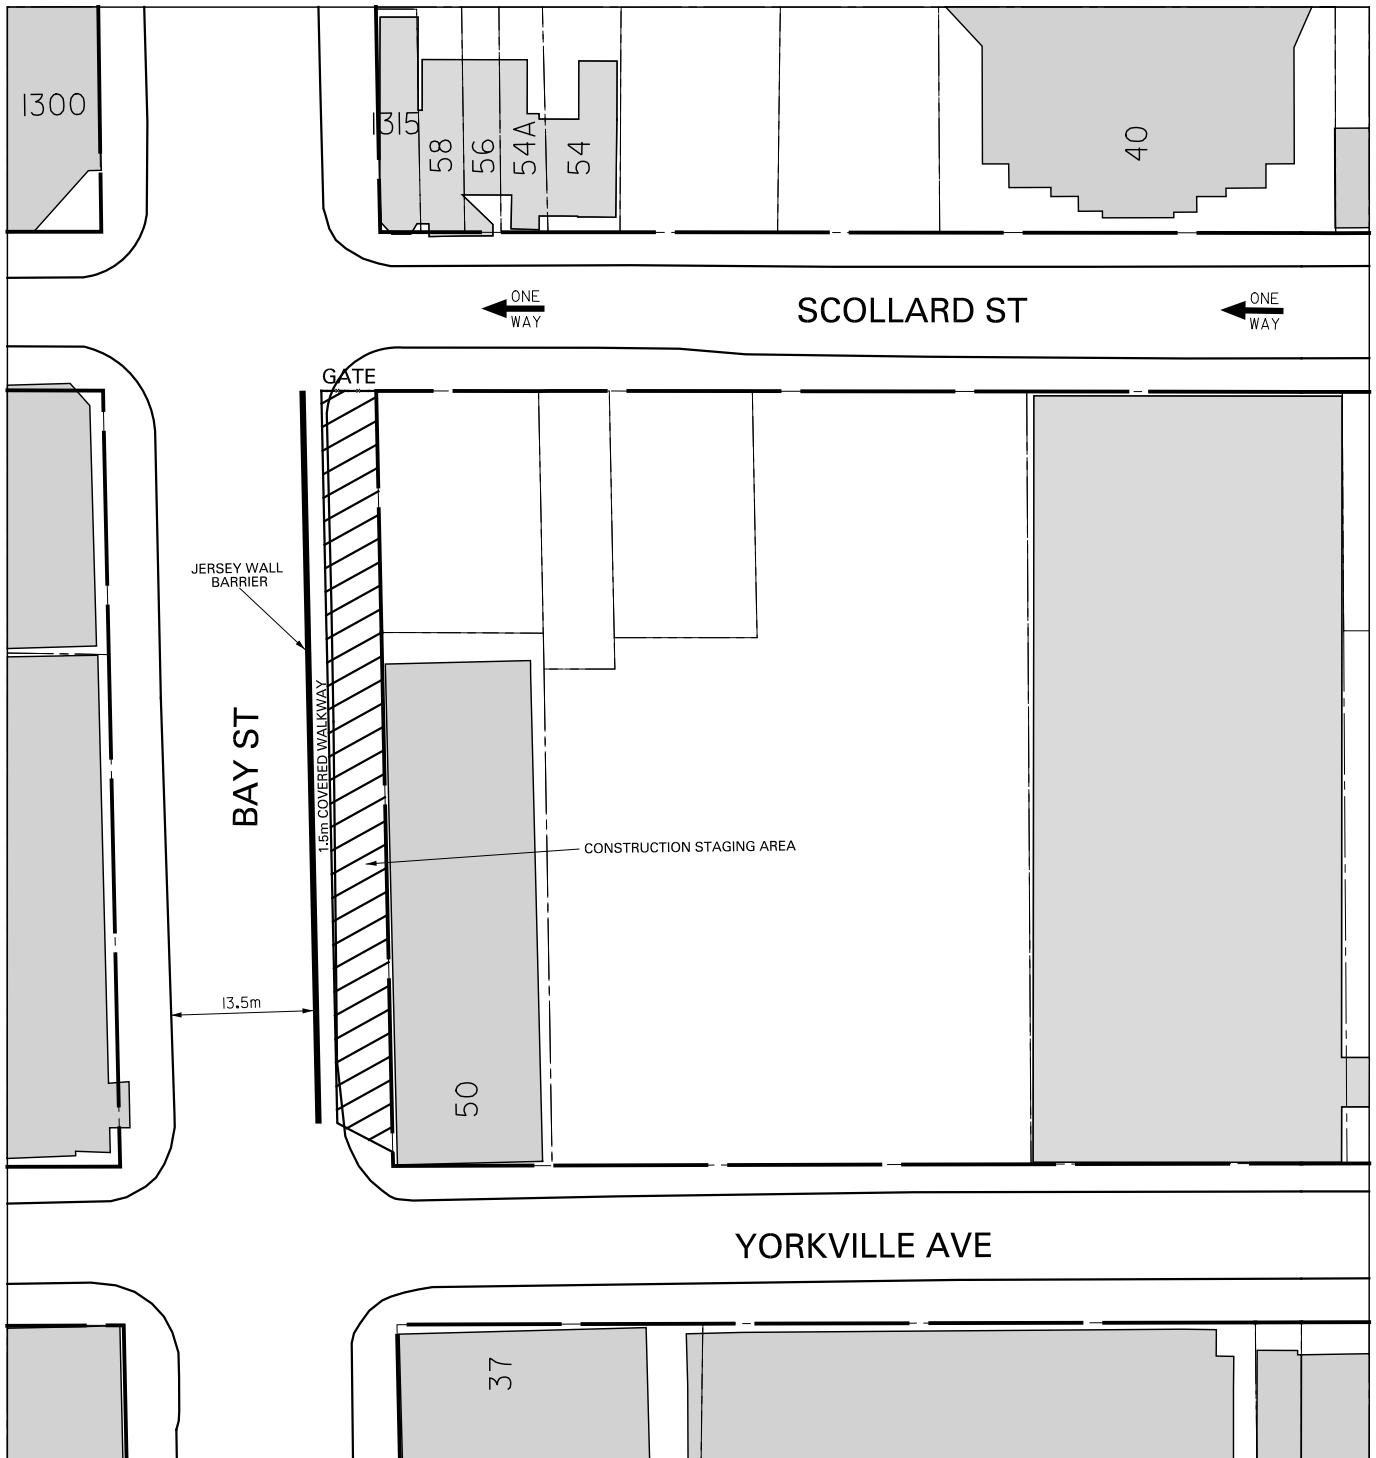 1300
1315
58
56
54A
54
40
ONE
WAY
SCOLLARD ST
ONE
WAY
GATE
JERSEY WALL
BARRIER
1.5m COVERED WALKWAY
BAY ST
CONSTRUCTION STAGING AREA
13.5m
50
YORKVILLE AVE
37